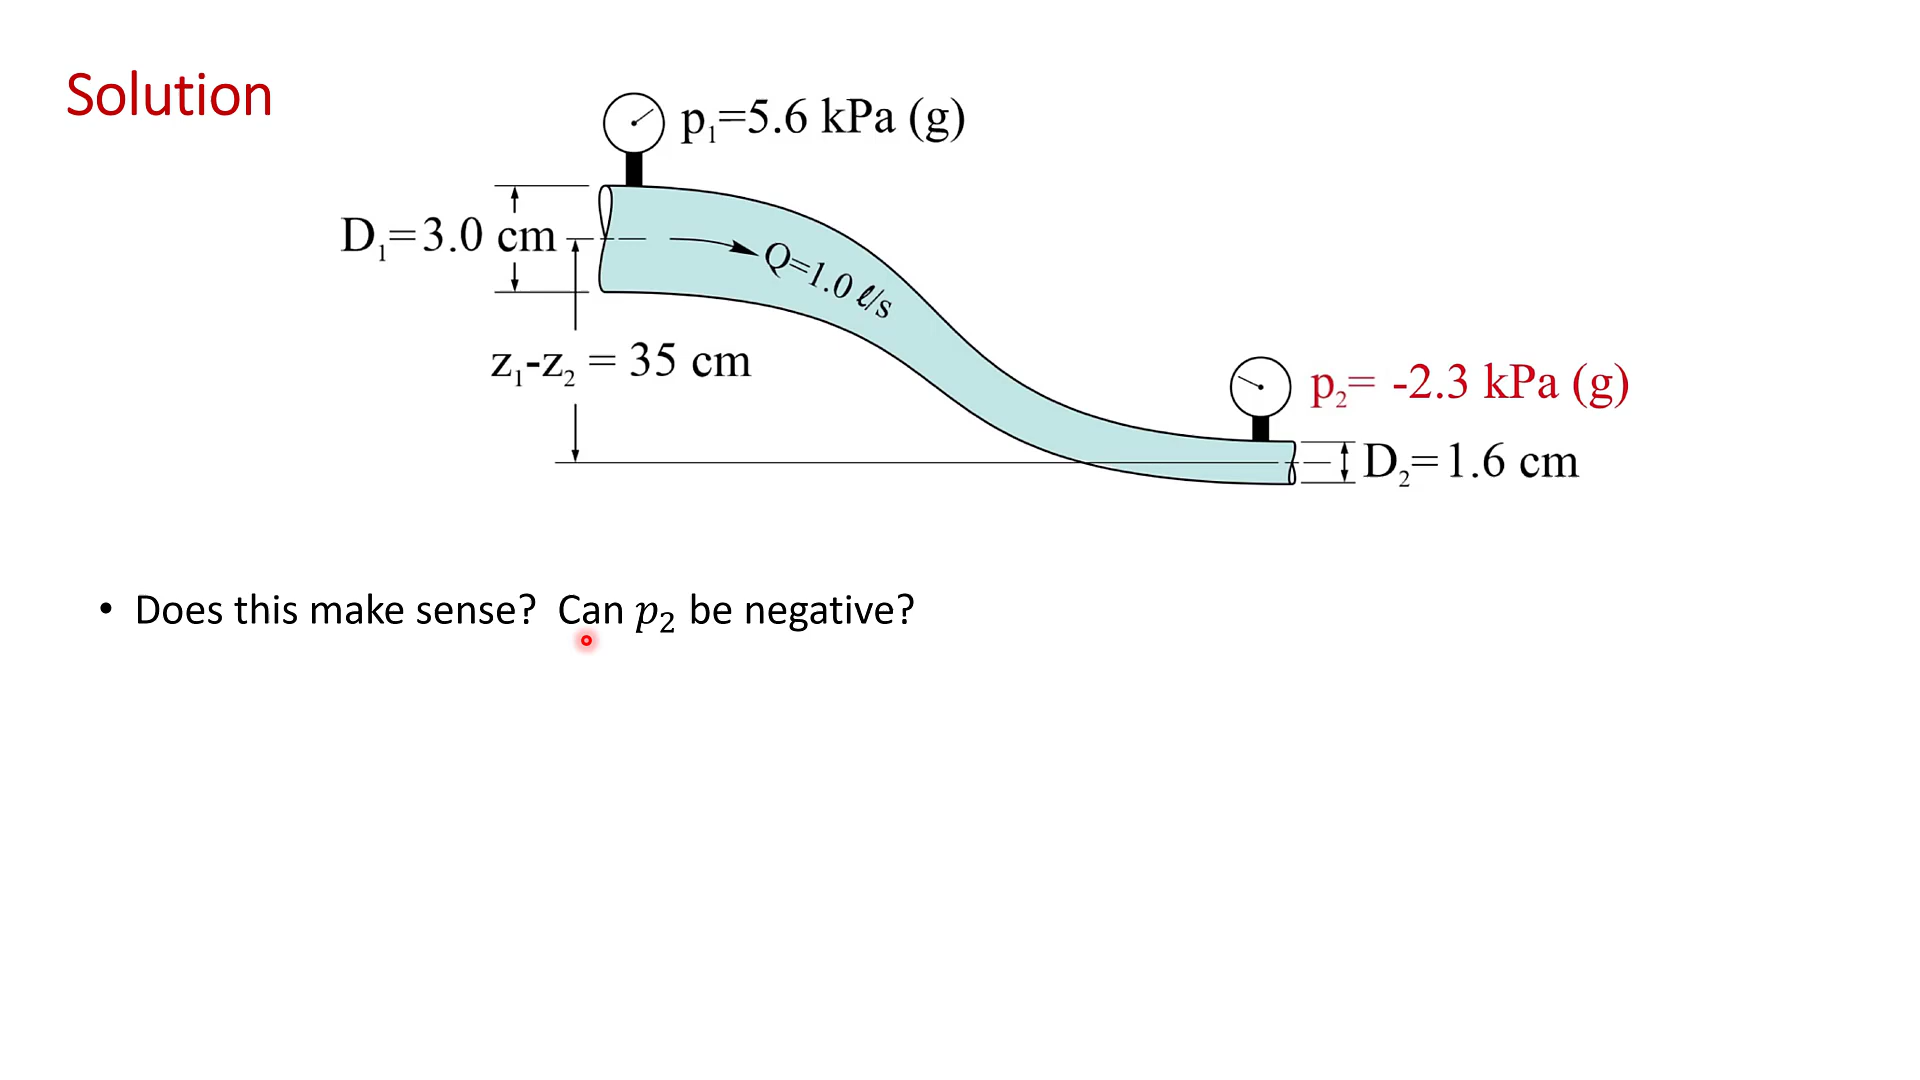 Solution
p₁=5.6 kPa (g)
D₁=3.0 cm
Q=1.0 ℓ/s
z₁-z₂ = 35 cm
p₂= -2.3 kPa (g)
D₂=1.6 cm
• Does this make sense? Can p₂ be negative?